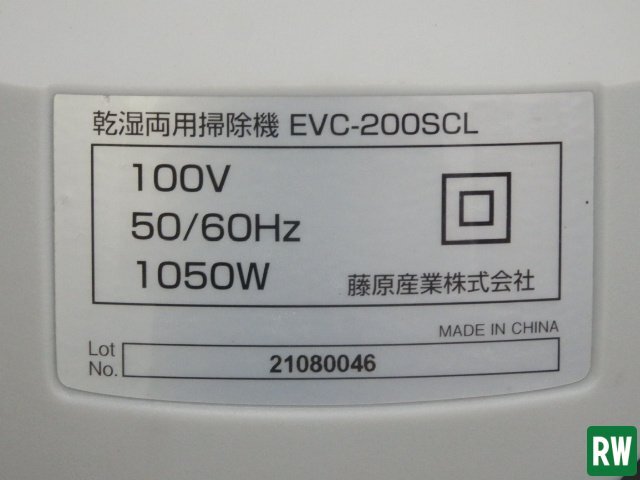 乾湿両用掃除機 EVC-200SCL
100V
50/60Hz
1050W
藤原産業株式会社
MADE IN CHINA
Lot No. 21080046
RW